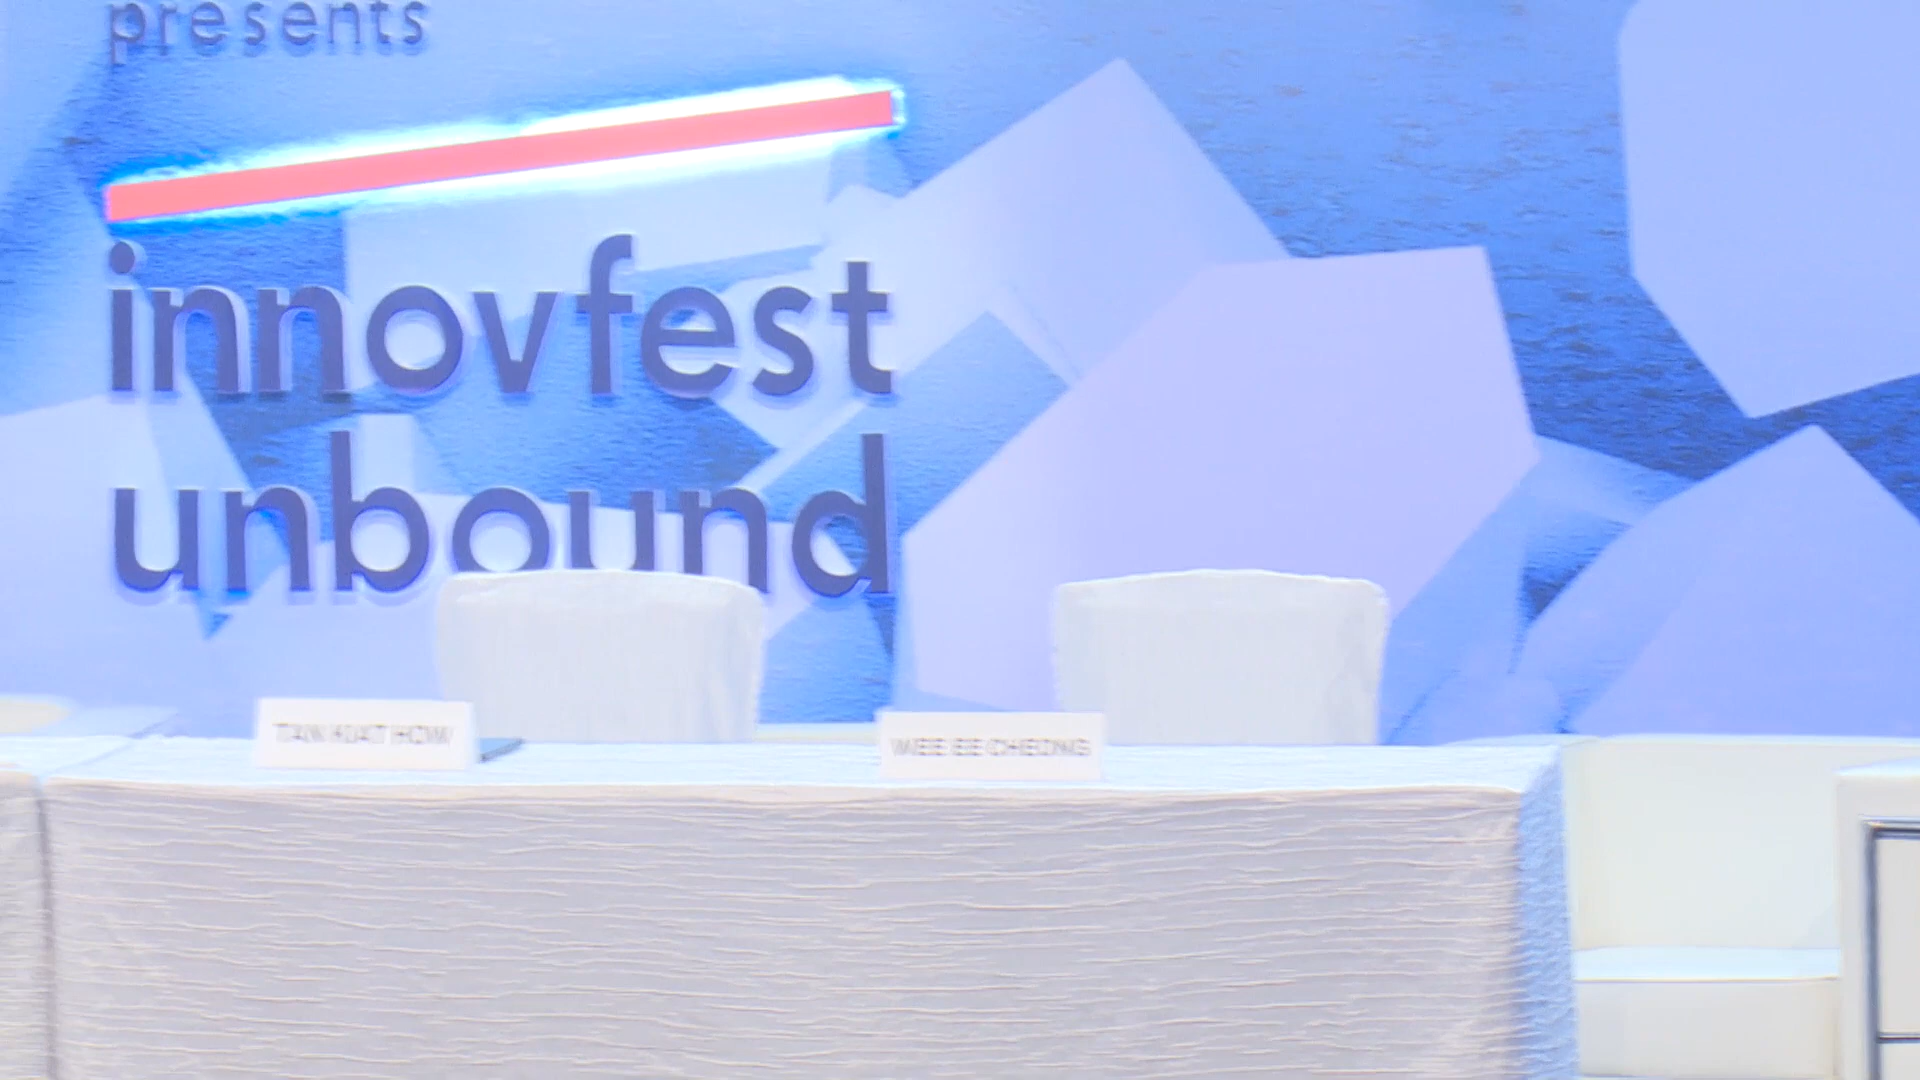 presents
innovfest
unbound
TAN KIAT HOW
WEE EE CHEONG